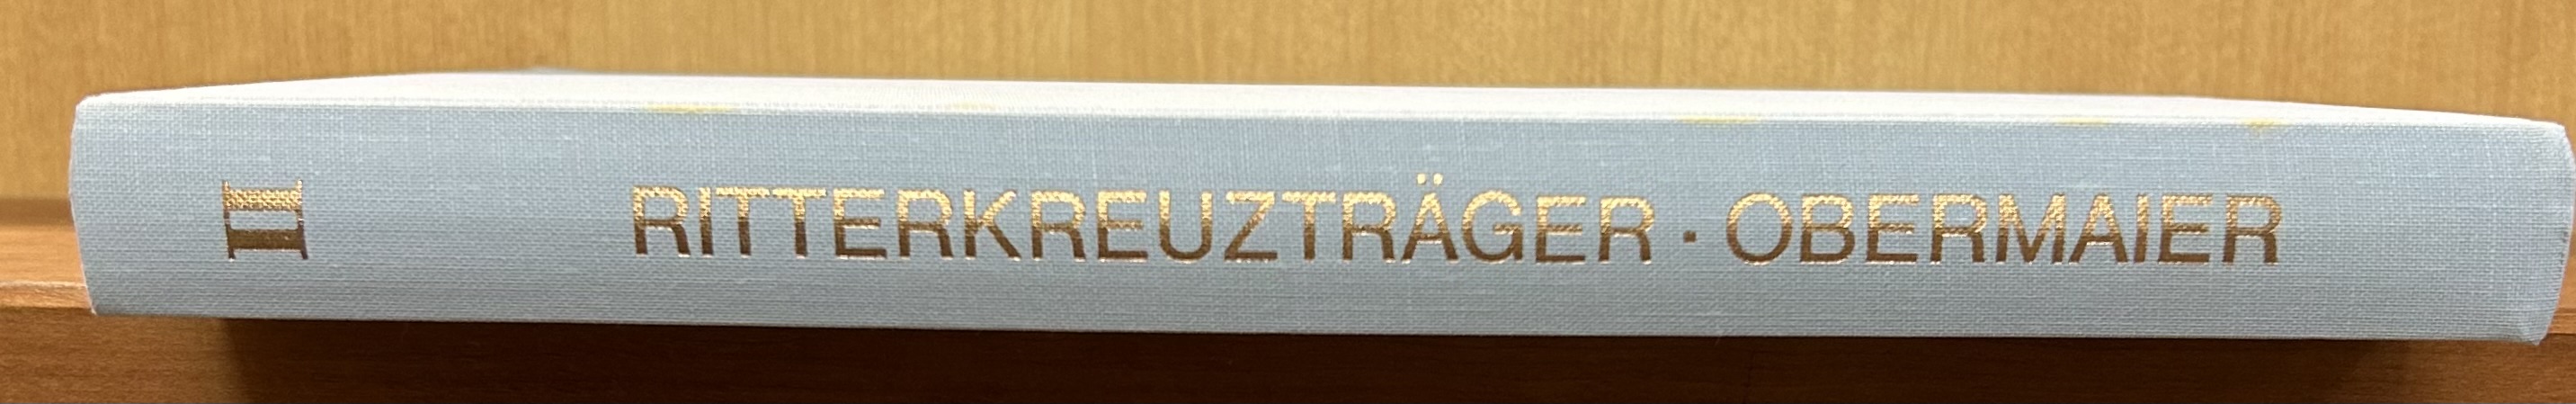 II
RITTERKREUZTRÄGER · OBERMAIER